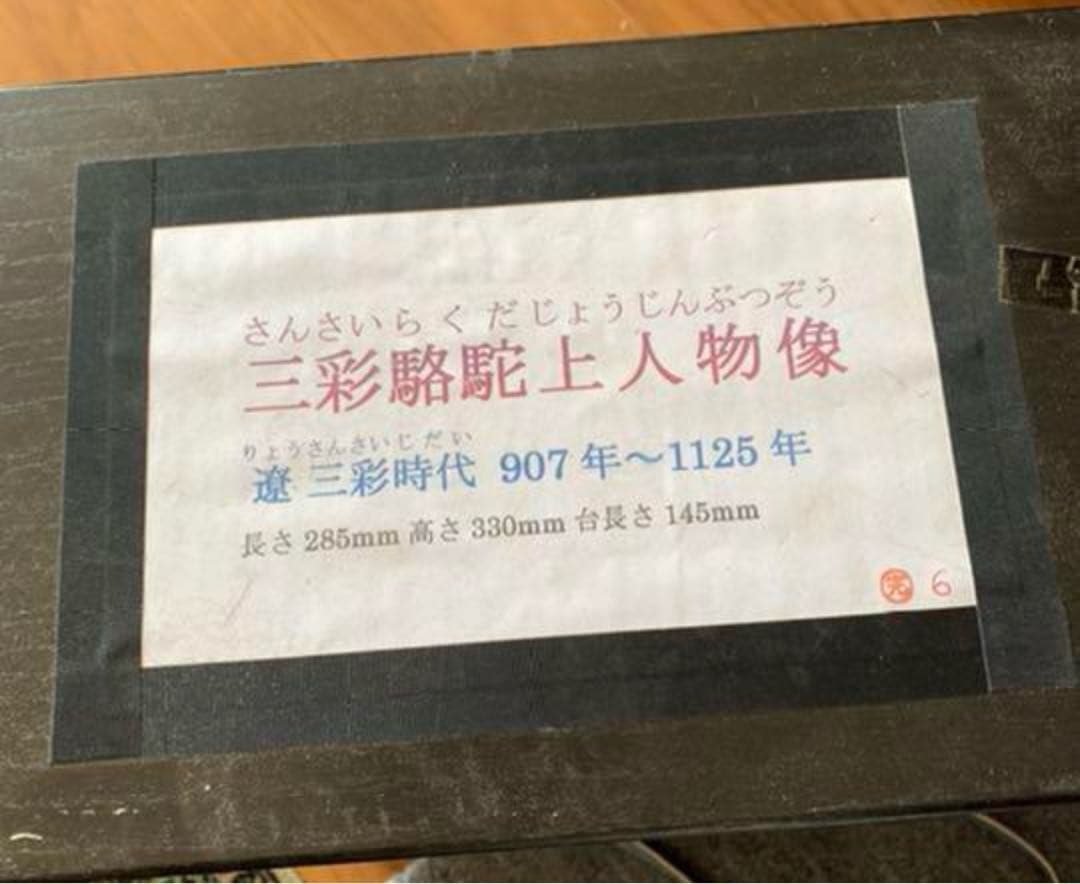 さんさいらくだじょうじんぶつぞう
三彩駱駝上人物像
りょうさんさいじだい
遼 三彩時代 907年～1125年
長さ 285mm 高さ 330mm 台長さ 145mm
6